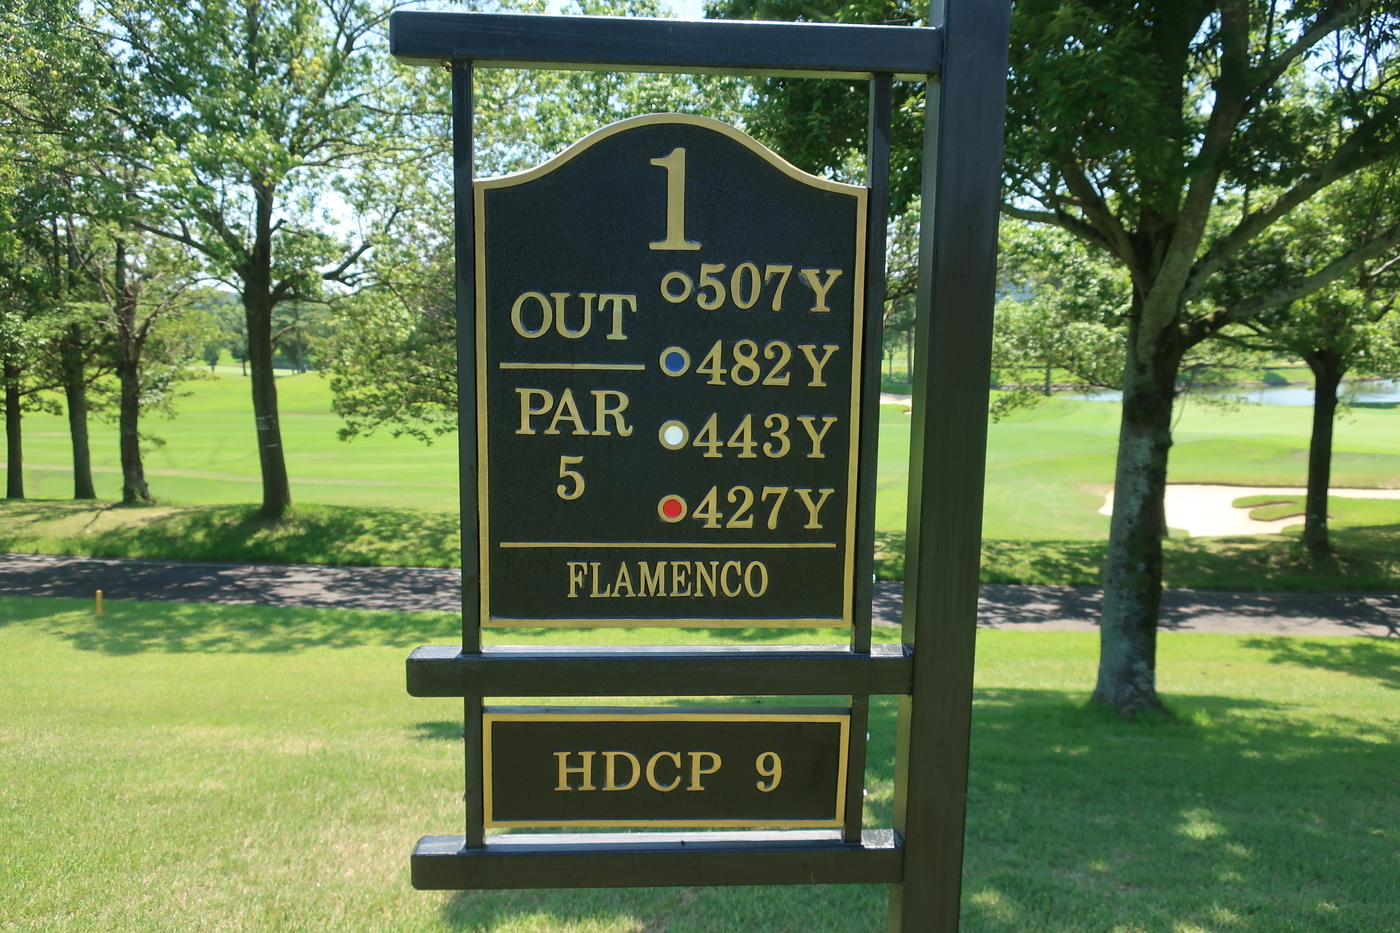 1
OUT
PAR
5
507Y
482Y
443Y
427Y
FLAMENCO
HDCP 9